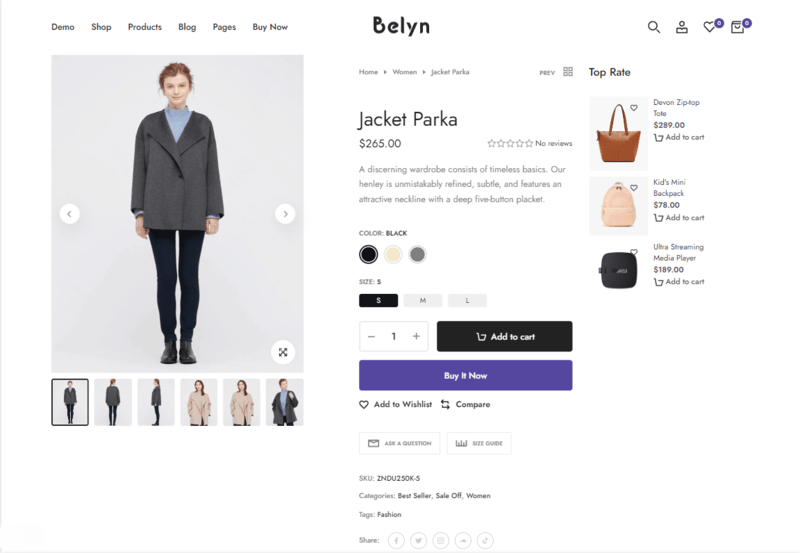 Demo Shop Products Blog Pages Buy Now
Belyn
0 0
Home Women Jacket Parka
PREV
Jacket Parka
$265.00
No reviews
A discerning wardrobe consists of timeless basics. Our
henley is unmistakably refined, subtle, and features an
attractive neckline with a deep five-button placket.
COLOR: BLACK
SIZE: S
S M L
− 1 +
Add to cart
Buy It Now
Add to Wishlist Compare
ASK A QUESTION SIZE GUIDE
SKU: ZNDU250K-S
Categories: Best Seller, Sale Off, Women
Tags: Fashion
Share:
Top Rate
Devon Zip-top
Tote
$289.00
Add to cart
Kid's Mini
Backpack
$78.00
Add to cart
Ultra Streaming
Media Player
$189.00
Add to cart